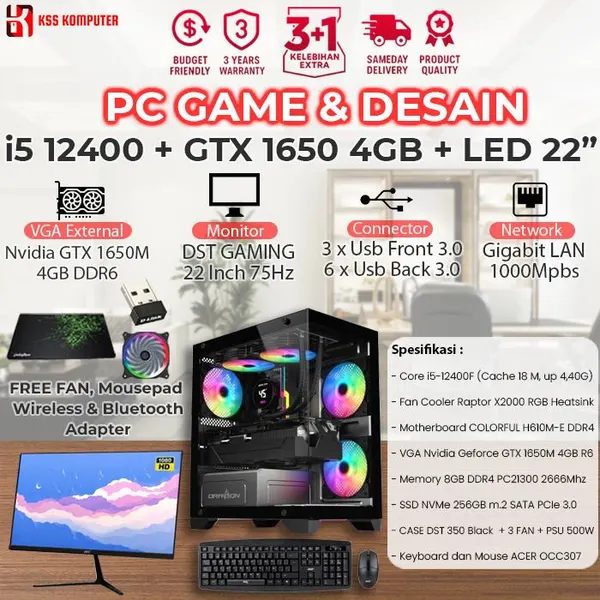 KSS KOMPUTER
BUDGET
FRIENDLY
3
3 YEARS
WARRANTY
3+1
KELEBIHAN
EXTRA
SAMEDAY
DELIVERY
PRODUCT
QUALITY
PC GAME & DESAIN
i5 12400 + GTX 1650 4GB + LED 22”
VGA External
Nvidia GTX 1650M
4GB DDR6
Monitor
DST GAMING
22 Inch 75Hz
Connector
3 x Usb Front 3.0
6 x Usb Back 3.0
Network
Gigabit LAN
1000Mpbs
FREE FAN, Mousepad
Wireless & Bluetooth
Adapter
1080
HD
45
Spesifikasi :
- Core i5-12400F (Cache 18 M, up 4,40G)
- Fan Cooler Raptor X2000 RGB Heatsink
- Motherboard COLORFUL H610M-E DDR4
- VGA Nvidia Geforce GTX 1650M 4GB R6
- Memory 8GB DDR4 PC21300 2666Mhz
- SSD NVMe 256GB m.2 SATA PCIe 3.0
- CASE DST 350 Black + 3 FAN + PSU 500W
- Keyboard dan Mouse ACER OCC307